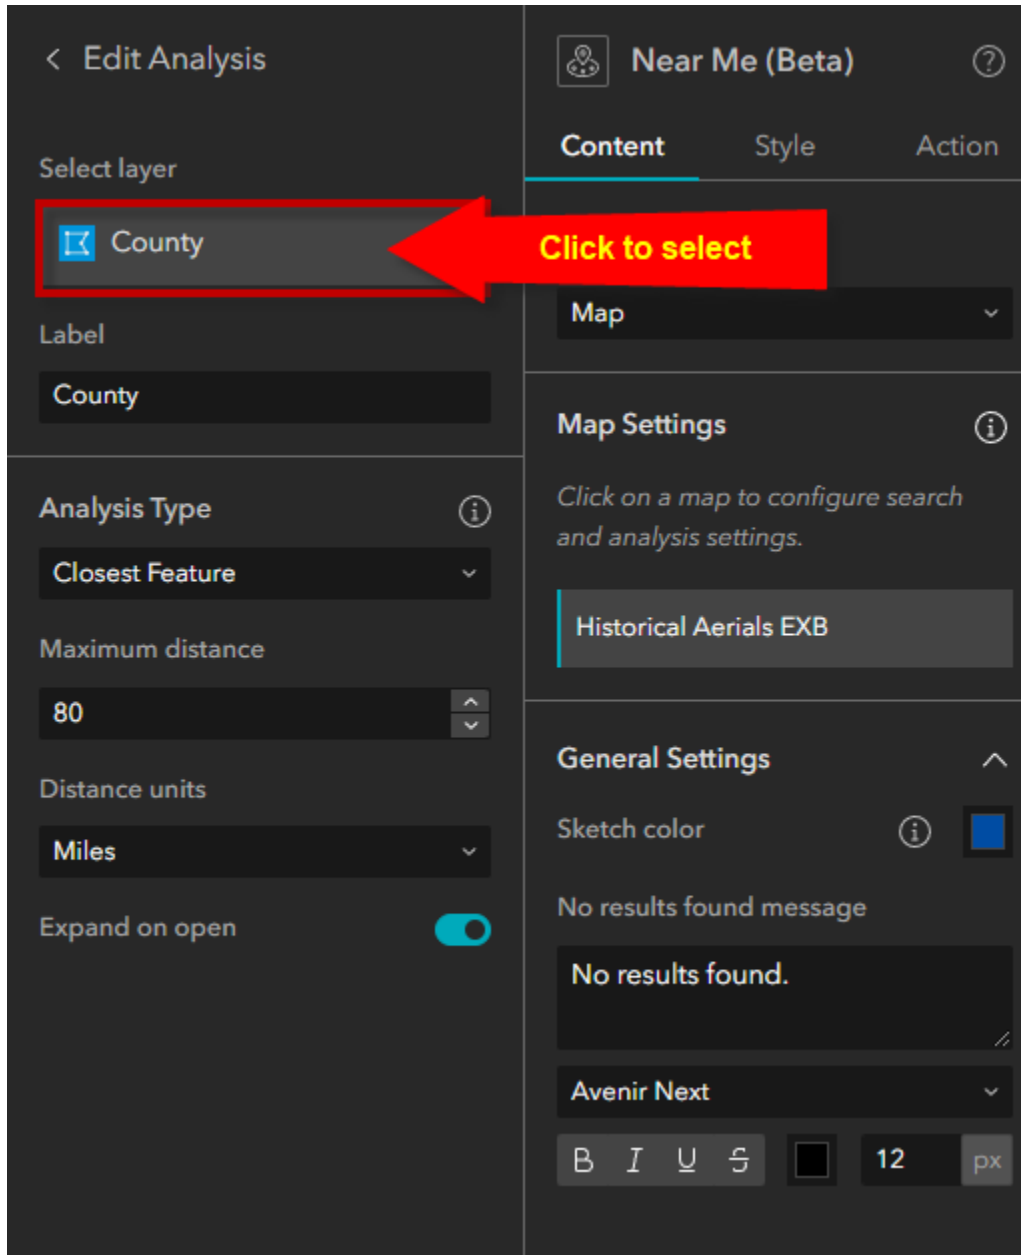 Edit Analysis
Select layer
County
Label
County
Analysis Type
Closest Feature
Maximum distance
80
Distance units
Miles
Expand on open
Near Me (Beta)
Content Style Action
Click to select
Map
Map Settings
Click on a map to configure search
and analysis settings.
Historical Aerials EXB
General Settings
Sketch color
No results found message
No results found.
Avenir Next
B I U S 12 px